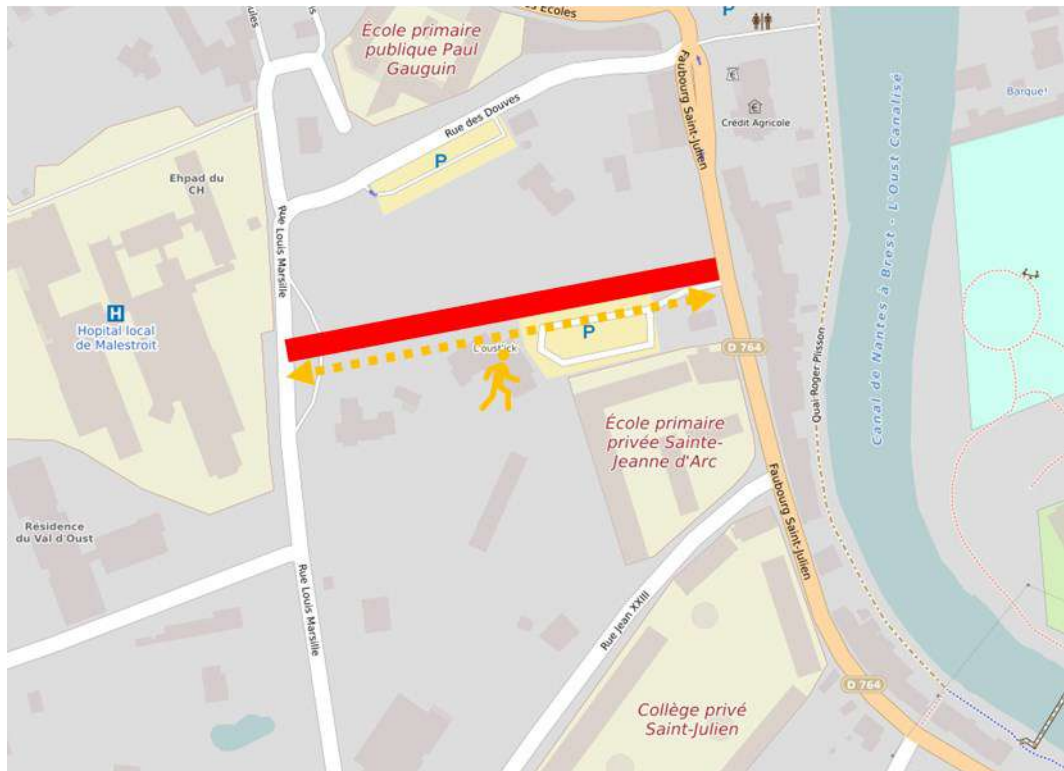 es Ecoles
P
École primaire
publique Paul
Gauguin
Rue des Douves
P
Faubourg Saint-Julien
Crédit Agricole
Barque!
Ehpad du
CH
Rue Louis Marsille
H
Hopital local
de Malestroit
L'oustick
P
D 764
Quai Roger Plisson
Canal de Nantes à Brest - L'Oust Canalisé
École primaire
privée Sainte-
Jeanne d'Arc
Faubourg Saint-Julien
Résidence
du Val d'Oust
Rue Louis Marsille
Rue Jean XXIII
D 764
Collège privé
Saint-Julien